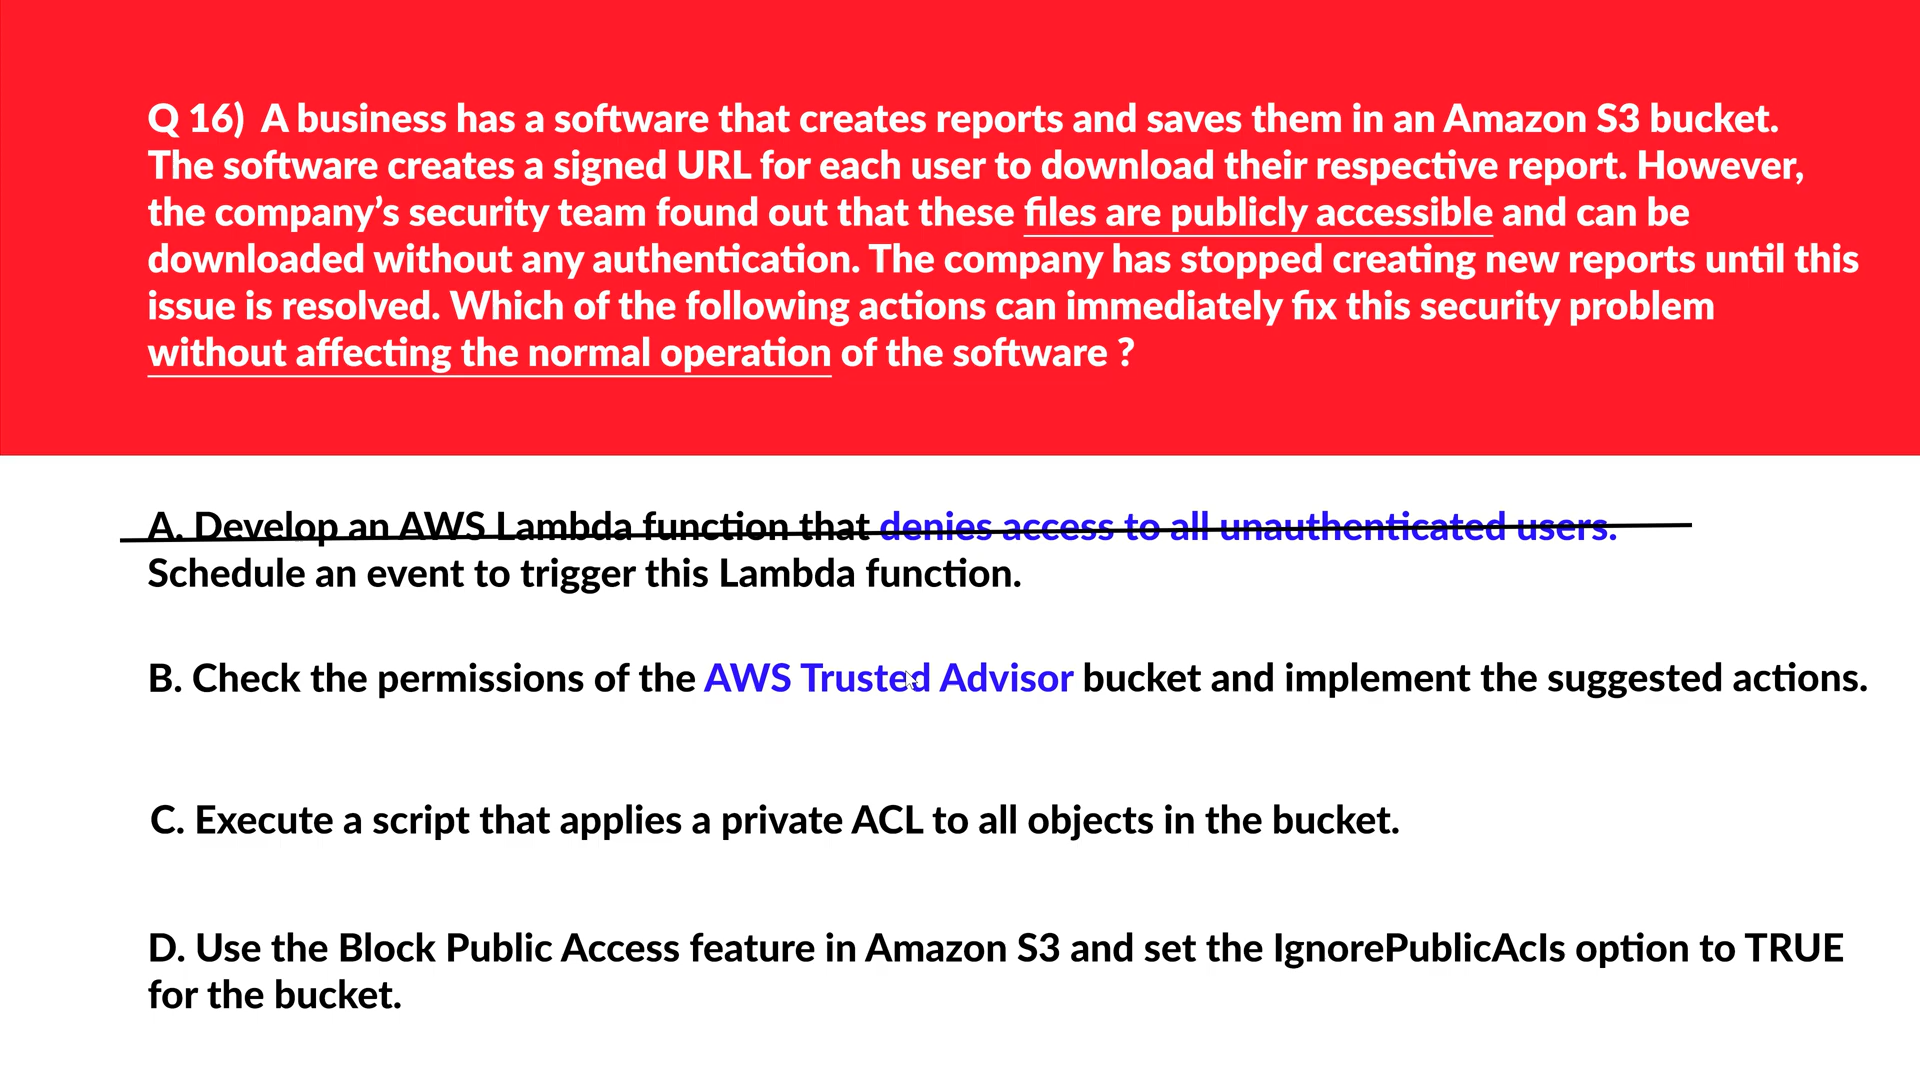 Q 16) A business has a software that creates reports and saves them in an Amazon S3 bucket.
The software creates a signed URL for each user to download their respective report. However,
the company’s security team found out that these files are publicly accessible and can be
downloaded without any authentication. The company has stopped creating new reports until this
issue is resolved. Which of the following actions can immediately fix this security problem
without affecting the normal operation of the software ?
A. Develop an AWS Lambda function that denies access to all unauthenticated users.
Schedule an event to trigger this Lambda function.
B. Check the permissions of the AWS Trusted Advisor bucket and implement the suggested actions.
C. Execute a script that applies a private ACL to all objects in the bucket.
D. Use the Block Public Access feature in Amazon S3 and set the IgnorePublicAcIs option to TRUE
for the bucket.